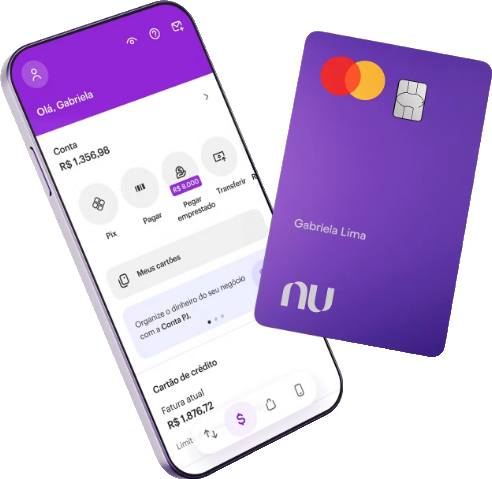 Olá, Gabriela
Conta
R$ 1.356,98
R$ 8.000
Pix
Pagar
Pegar
emprestado
Transferir
Meus cartões
Organize o dinheiro do seu negócio
com a Conta PJ.
Cartão de crédito
Fatura atual
R$ 1.876,72
Limit
Gabriela Lima
nu